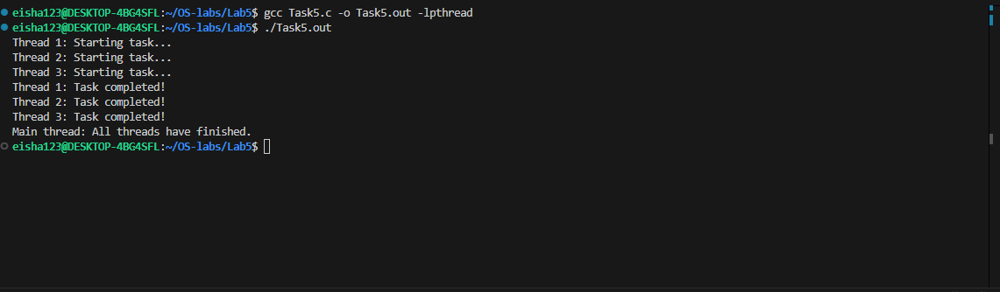 eisha123@DESKTOP-4BG4SFL:~/OS-labs/Lab5$ gcc Task5.c -o Task5.out -lpthread
eisha123@DESKTOP-4BG4SFL:~/OS-labs/Lab5$ ./Task5.out
Thread 1: Starting task...
Thread 2: Starting task...
Thread 3: Starting task...
Thread 1: Task completed!
Thread 2: Task completed!
Thread 3: Task completed!
Main thread: All threads have finished.
eisha123@DESKTOP-4BG4SFL:~/OS-labs/Lab5$